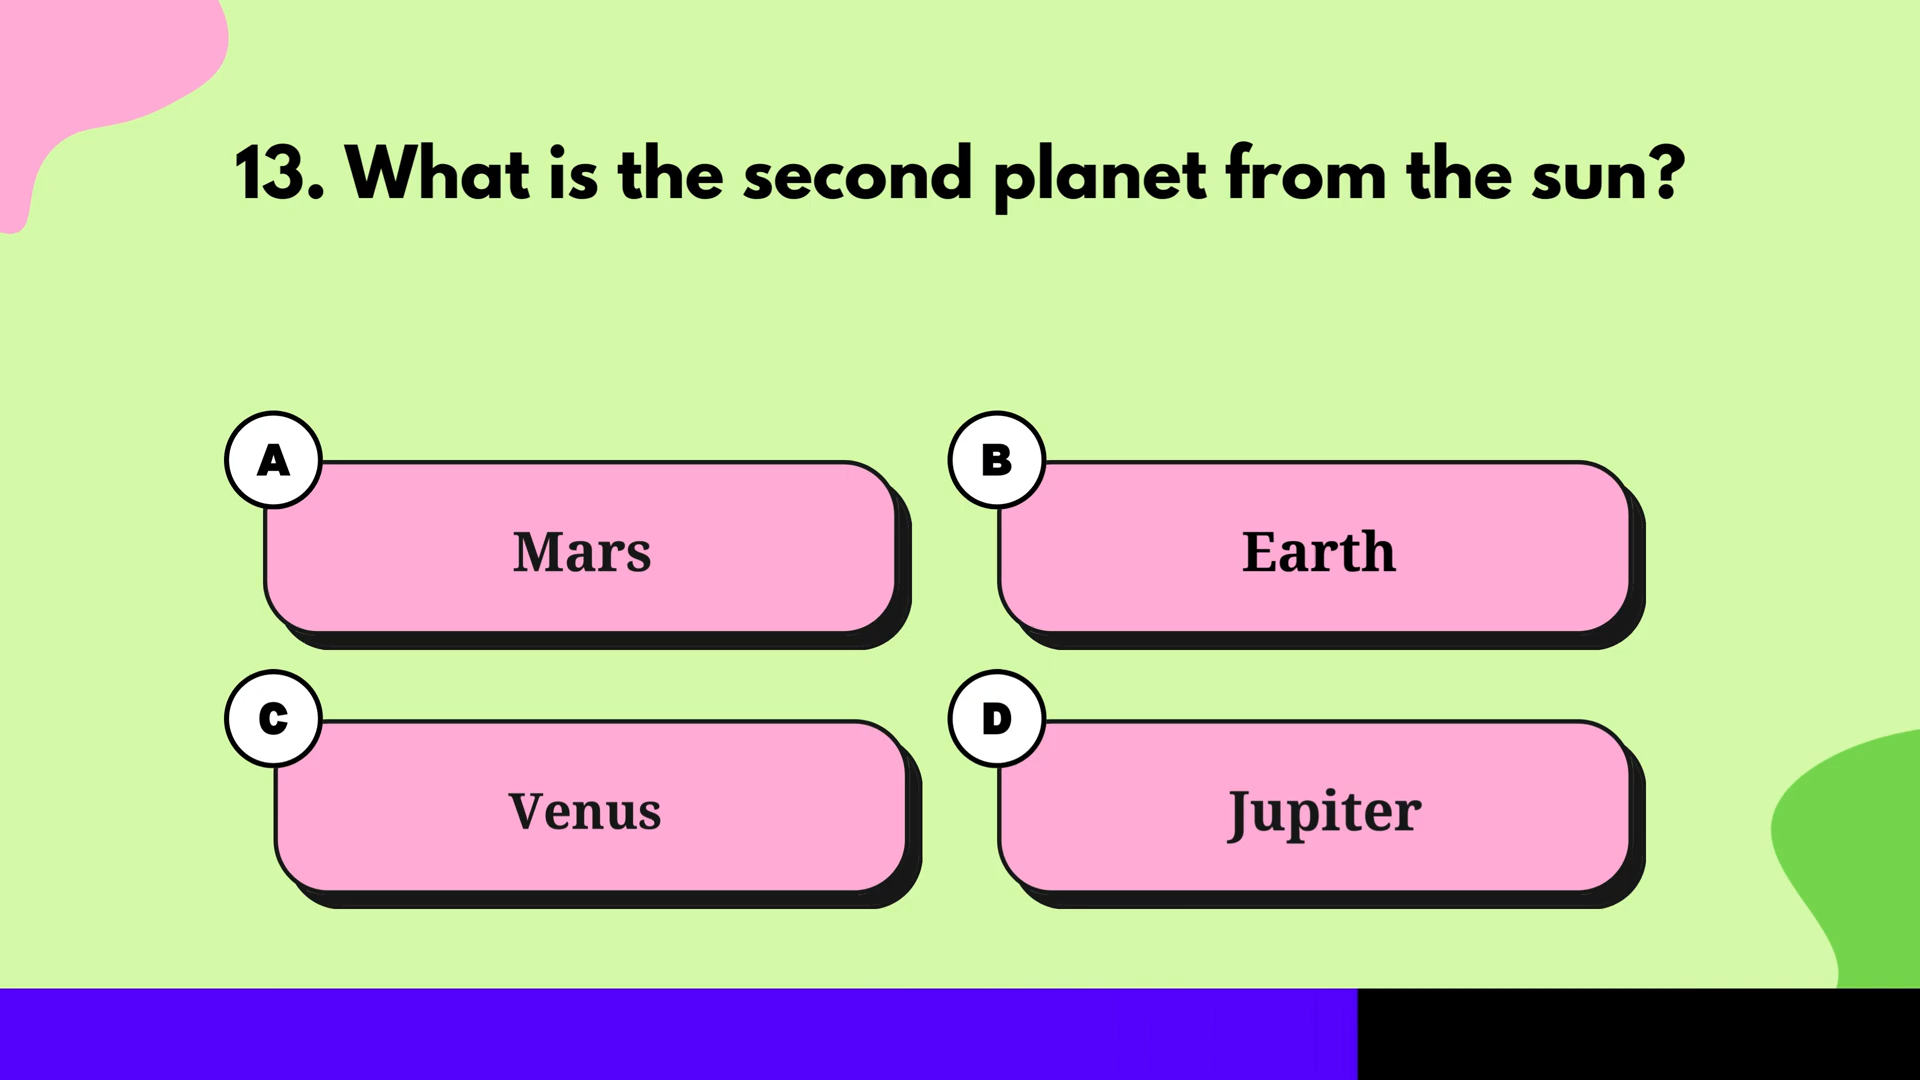 13. What is the second planet from the sun?
A
Mars
B
Earth
C
Venus
D
Jupiter